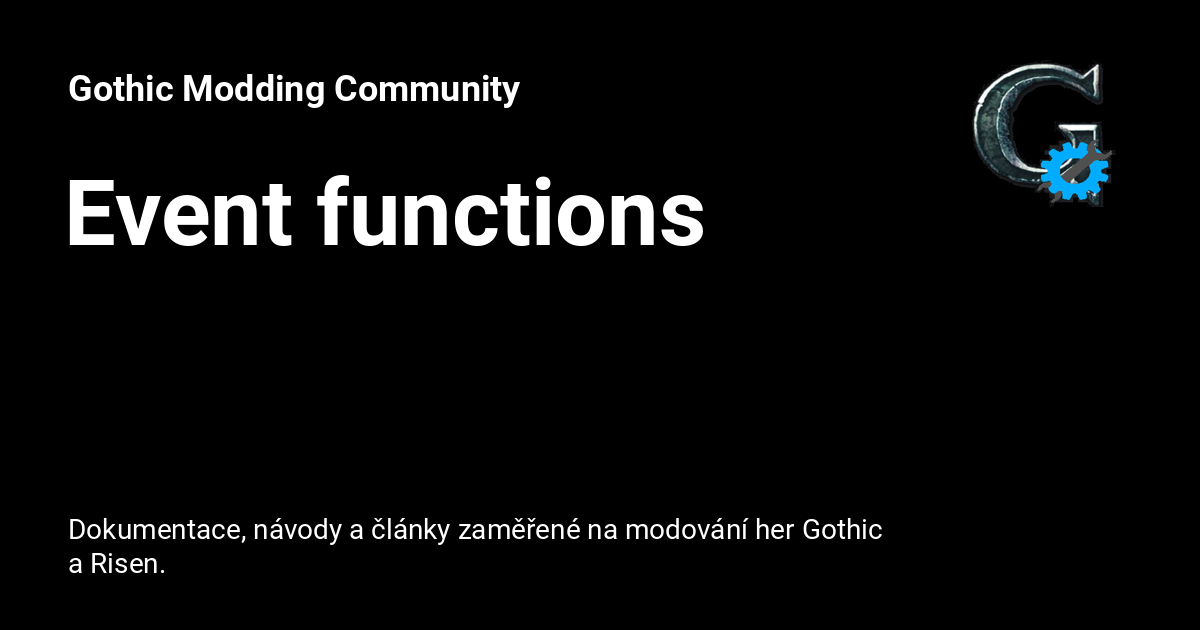 Gothic Modding Community
Event functions
Dokumentace, návody a články zaměřené na modování her Gothic
a Risen.